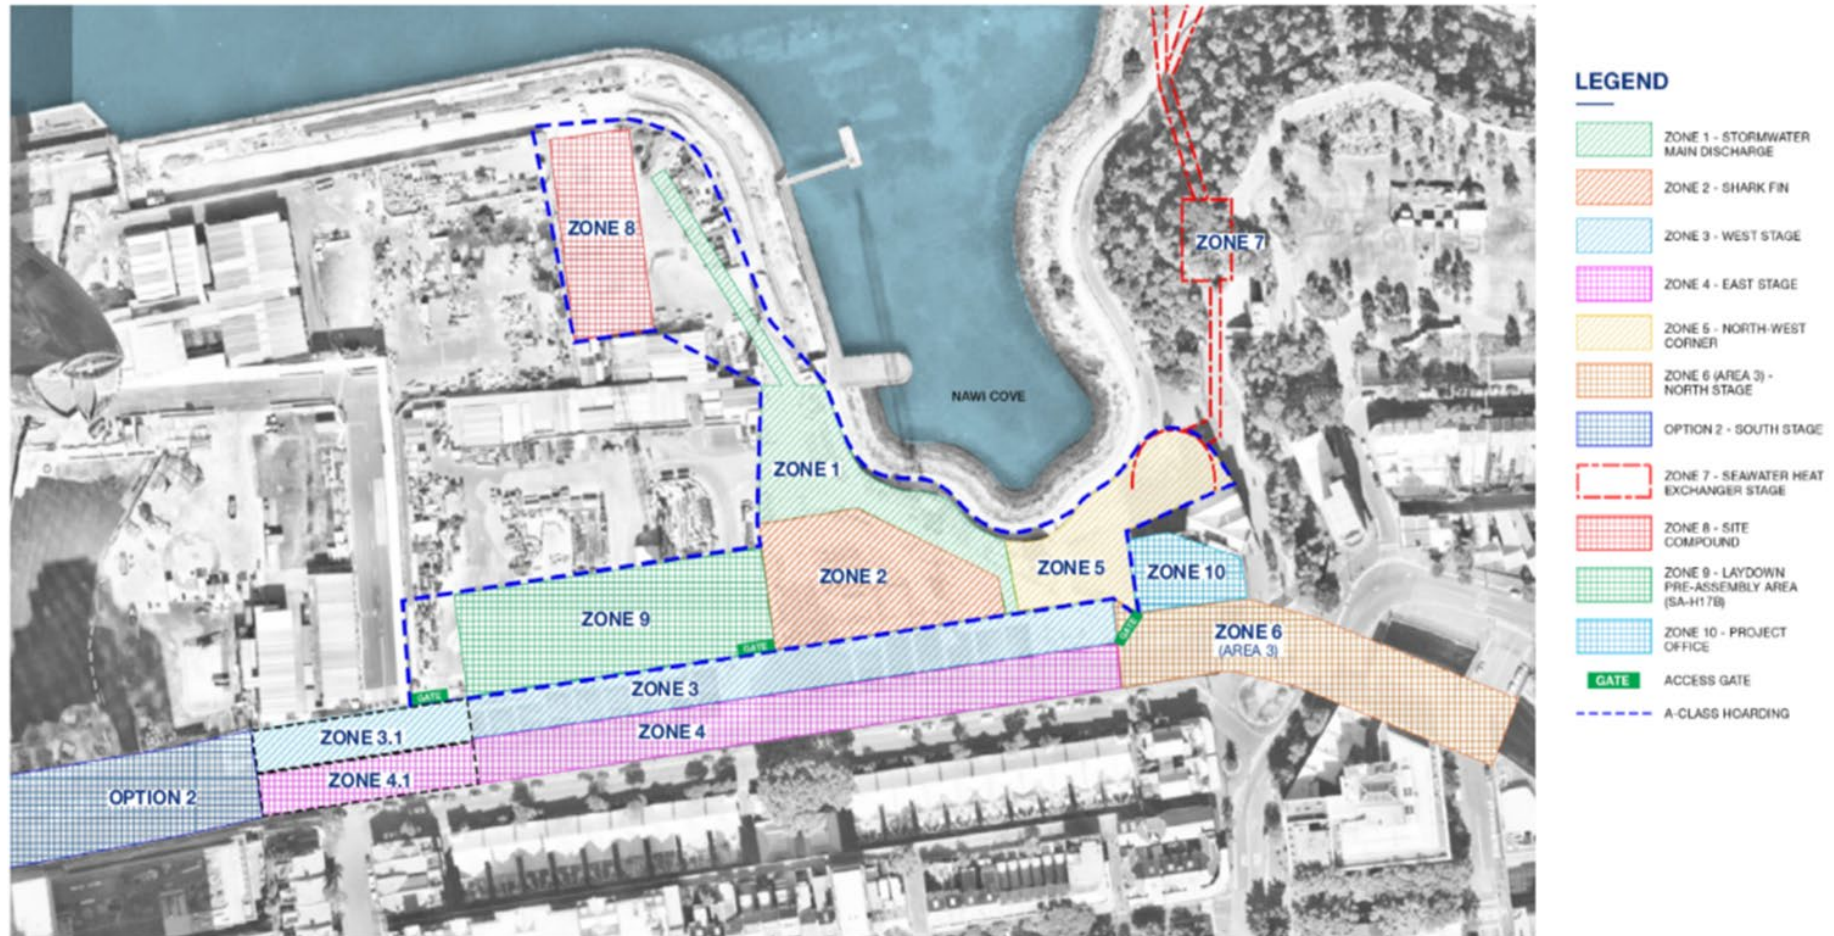 ZONE 8
ZONE 7
NAWI COVE
ZONE 1
ZONE 2
ZONE 5
ZONE 10
ZONE 9
GATE
GATE
ZONE 6
(AREA 3)
ZONE 3
GATE
ZONE 3.1
ZONE 4
ZONE 4.1
OPTION 2
LEGEND
ZONE 1 - STORMWATER
MAIN DISCHARGE
ZONE 2 - SHARK FIN
ZONE 3 - WEST STAGE
ZONE 4 - EAST STAGE
ZONE 5 - NORTH-WEST
CORNER
ZONE 6 (AREA 3) -
NORTH STAGE
OPTION 2 - SOUTH STAGE
ZONE 7 - SEAWATER HEAT
EXCHANGER STAGE
ZONE 8 - SITE
COMPOUND
ZONE 9 - LAYDOWN
PRE-ASSEMBLY AREA
(SA-H17B)
ZONE 10 - PROJECT
OFFICE
GATE
ACCESS GATE
A-CLASS HOARDING